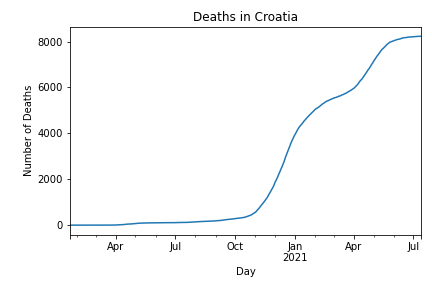 Deaths in Croatia
Number of Deaths
8000
6000
4000
2000
0
Apr
Jul
Oct
Jan
2021
Apr
Jul
Day